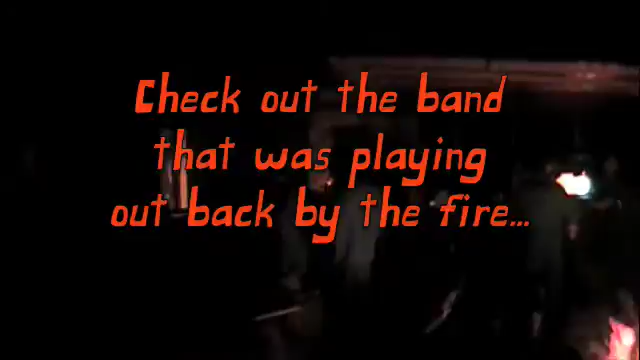 Check out the band
that was playing
out back by the fire...